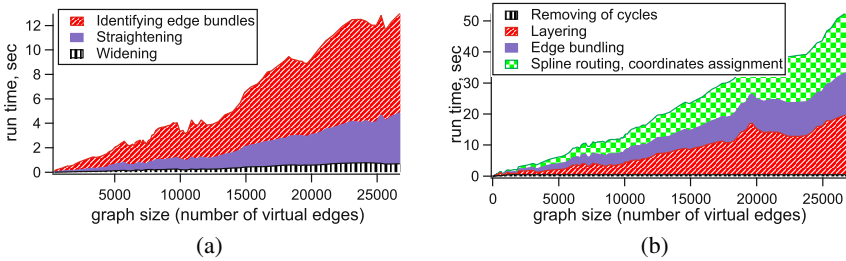 Identifying edge bundles
Straightening
Widening
run time, sec
12
10
8
6
4
2
0
5000 10000 15000 20000 25000
graph size (number of virtual edges)
(a)
Removing of cycles
Layering
Edge bundling
Spline routing, coordinates assignment
run time, sec
50
40
30
20
10
0
0 5000 10000 15000 20000 25000
graph size (number of virtual edges)
(b)